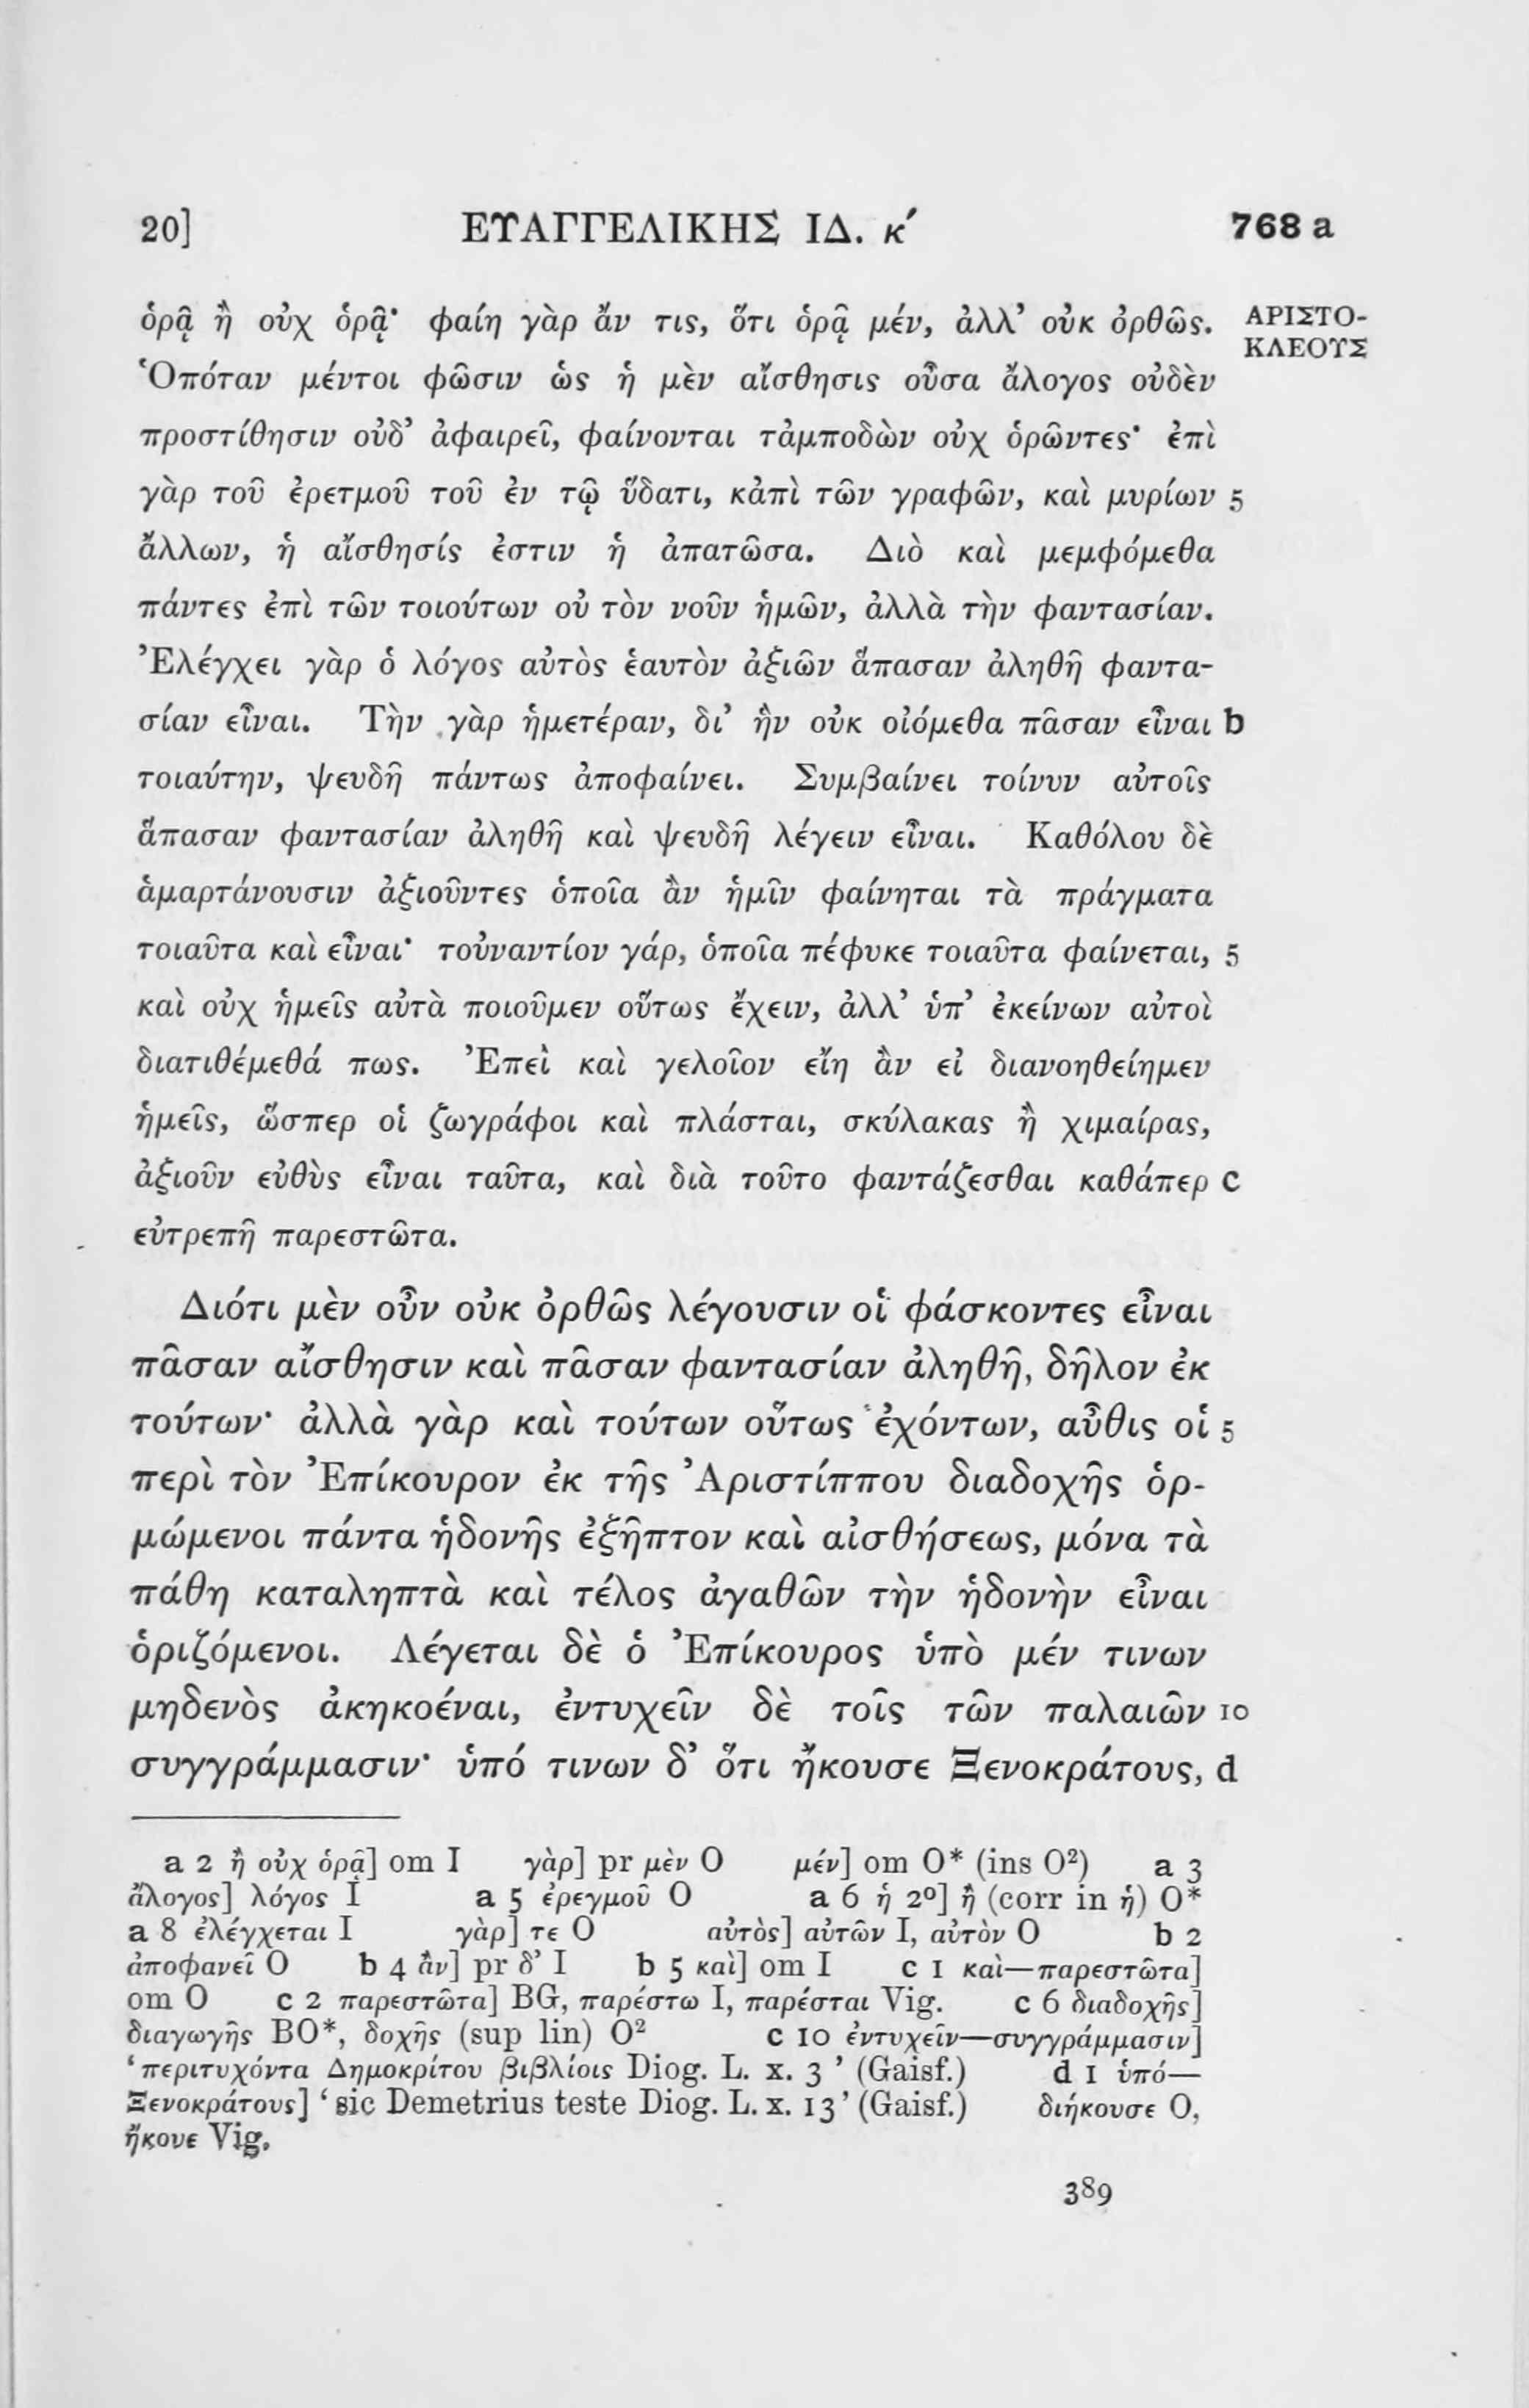 20] ΕΥΑΓΓΕΛΙΚΗΣ ΙΔ. κ΄ 768 a
ὁρᾷ ἢ οὐχ ὁρᾷ· φαίη γὰρ ἄν τις, ὅτι ὁρᾷ μέν, ἀλλ’ οὐκ ὀρθῶς. ΑΡΙΣΤΟ-
ΚΛΕΟΥΣ
Ὁπόταν μέντοι φῶσιν ὡς ἡ μὲν αἴσθησις οὖσα ἄλογος οὐδὲν
προστίθησιν οὐδ’ ἀφαιρεῖ, φαίνονται τἀμποδὼν οὐχ ὁρῶντες· ἐπὶ
γὰρ τοῦ ἐρετμοῦ τοῦ ἐν τῷ ὕδατι, κἀπὶ τῶν γραφῶν, καὶ μυρίων 5
ἄλλων, ἡ αἴσθησίς ἐστιν ἡ ἀπατῶσα. Διὸ καὶ μεμφόμεθα
πάντες ἐπὶ τῶν τοιούτων οὐ τὸν νοῦν ἡμῶν, ἀλλὰ τὴν φαντασίαν.
Ἐλέγχει γὰρ ὁ λόγος αὐτὸς ἑαυτὸν ἀξιῶν ἅπασαν ἀληθῆ φαντα-
σίαν εἶναι. Τὴν γὰρ ἡμετέραν, δι’ ἣν οὐκ οἰόμεθα πᾶσαν εἶναι b
τοιαύτην, ψευδῆ πάντως ἀποφαίνει. Συμβαίνει τοίνυν αὐτοῖς
ἅπασαν φαντασίαν ἀληθῆ καὶ ψευδῆ λέγειν εἶναι. Καθόλου δὲ
ἁμαρτάνουσιν ἀξιοῦντες ὁποῖα ἂν ἡμῖν φαίνηται τὰ πράγματα
τοιαῦτα καὶ εἶναι· τοὐναντίον γάρ, ὁποῖα πέφυκε τοιαῦτα φαίνεται, 5
καὶ οὐχ ἡμεῖς αὐτὰ ποιοῦμεν οὕτως ἔχειν, ἀλλ’ ὑπ’ ἐκείνων αὐτοὶ
διατιθέμεθά πως. Ἐπεὶ καὶ γελοῖον εἴη ἂν εἰ διανοηθείημεν
ἡμεῖς, ὥσπερ οἱ ζωγράφοι καὶ πλάσται, σκύλακας ἢ χιμαίρας,
ἀξιοῦν εὐθὺς εἶναι ταῦτα, καὶ διὰ τοῦτο φαντάζεσθαι καθάπερ c
εὐτρεπῆ παρεστῶτα.
Διότι μὲν οὖν οὐκ ὀρθῶς λέγουσιν οἱ φάσκοντες εἶναι
πᾶσαν αἴσθησιν καὶ πᾶσαν φαντασίαν ἀληθῆ, δῆλον ἐκ
τούτων· ἀλλὰ γὰρ καὶ τούτων οὕτως ἐχόντων, αὖθις οἱ 5
περὶ τὸν Ἐπίκουρον ἐκ τῆς Ἀριστίππου διαδοχῆς ὁρ-
μώμενοι πάντα ἡδονῆς ἐξῆπτον καὶ αἰσθήσεως, μόνα τὰ
πάθη καταληπτὰ καὶ τέλος ἀγαθῶν τὴν ἡδονὴν εἶναι
ὁριζόμενοι. Λέγεται δὲ ὁ Ἐπίκουρος ὑπὸ μέν τινων
μηδενὸς ἀκηκοέναι, ἐντυχεῖν δὲ τοῖς τῶν παλαιῶν 10
συγγράμμασιν· ὑπό τινων δ’ ὅτι ἤκουσε Ξενοκράτους, d
a 2 ἢ οὐχ ὁρᾷ] om I γὰρ] pr μὲν O μέν] om O* (ins O²) a 3
ἄλογος] λόγος I a 5 ἐρεγμοῦ O a 6 ἡ 2º] ἢ (corr in ἡ) O*
a 8 ἐλέγχεται I γὰρ] τε O αὐτὸς] αὐτῶν I, αὐτὸν O b 2
ἀποφανεῖ O b 4 ἂν] pr δ’ I b 5 καὶ] om I c 1 καὶ—παρεστῶτα]
om O c 2 παρεστῶτα] BG, παρέστω I, παρέσται Vig. c 6 διαδοχῆς]
διαγωγῆς BO*, δοχῆς (sup lin) O² c 10 ἐντυχεῖν—συγγράμμασιν]
‘περιτυχόντα Δημοκρίτου βιβλίοις Diog. L. x. 3’ (Gaisf.) d 1 ὑπό—
Ξενοκράτους] ‘sic Demetrius teste Diog. L. x. 13’ (Gaisf.) διήκουσε O,
ἤκουε Vig.
389